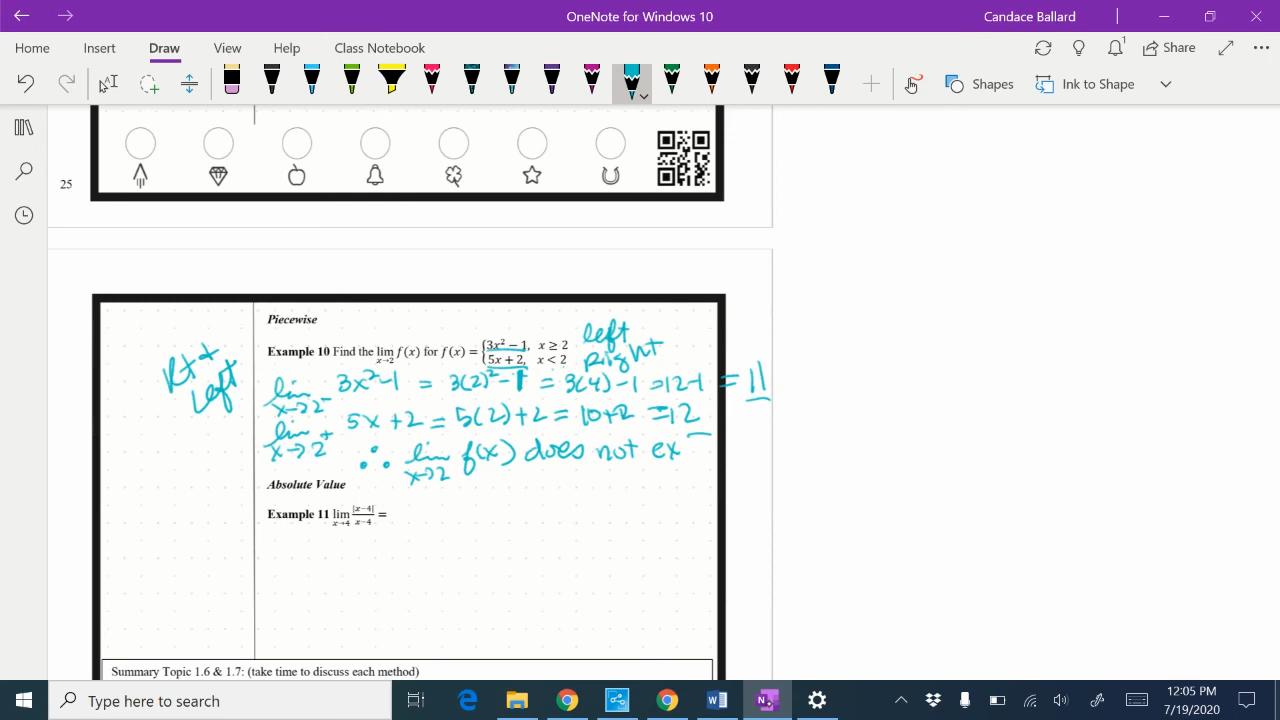 OneNote for Windows 10
Candace Ballard
Home Insert Draw View Help Class Notebook
1
Share
Shapes
Ink to Shape
25
Piecewise
Example 10 Find the lim x→2 f(x) for f(x) = {3x² − 1, x ≥ 2
5x + 2, x < 2
left
right
Rt +
Left
lim x→2⁻ 3x²-1 = 3(2)²-1 = 3(4)-1 = 12-1 = 11
lim x→2⁺ 5x+2 = 5(2)+2 = 10+2 = 12
∴ lim x→2 f(x) does not ex
Absolute Value
Example 11 lim x→4 |x−4|/x−4 =
Summary Topic 1.6 & 1.7: (take time to discuss each method)
Type here to search
12:05 PM
7/19/2020